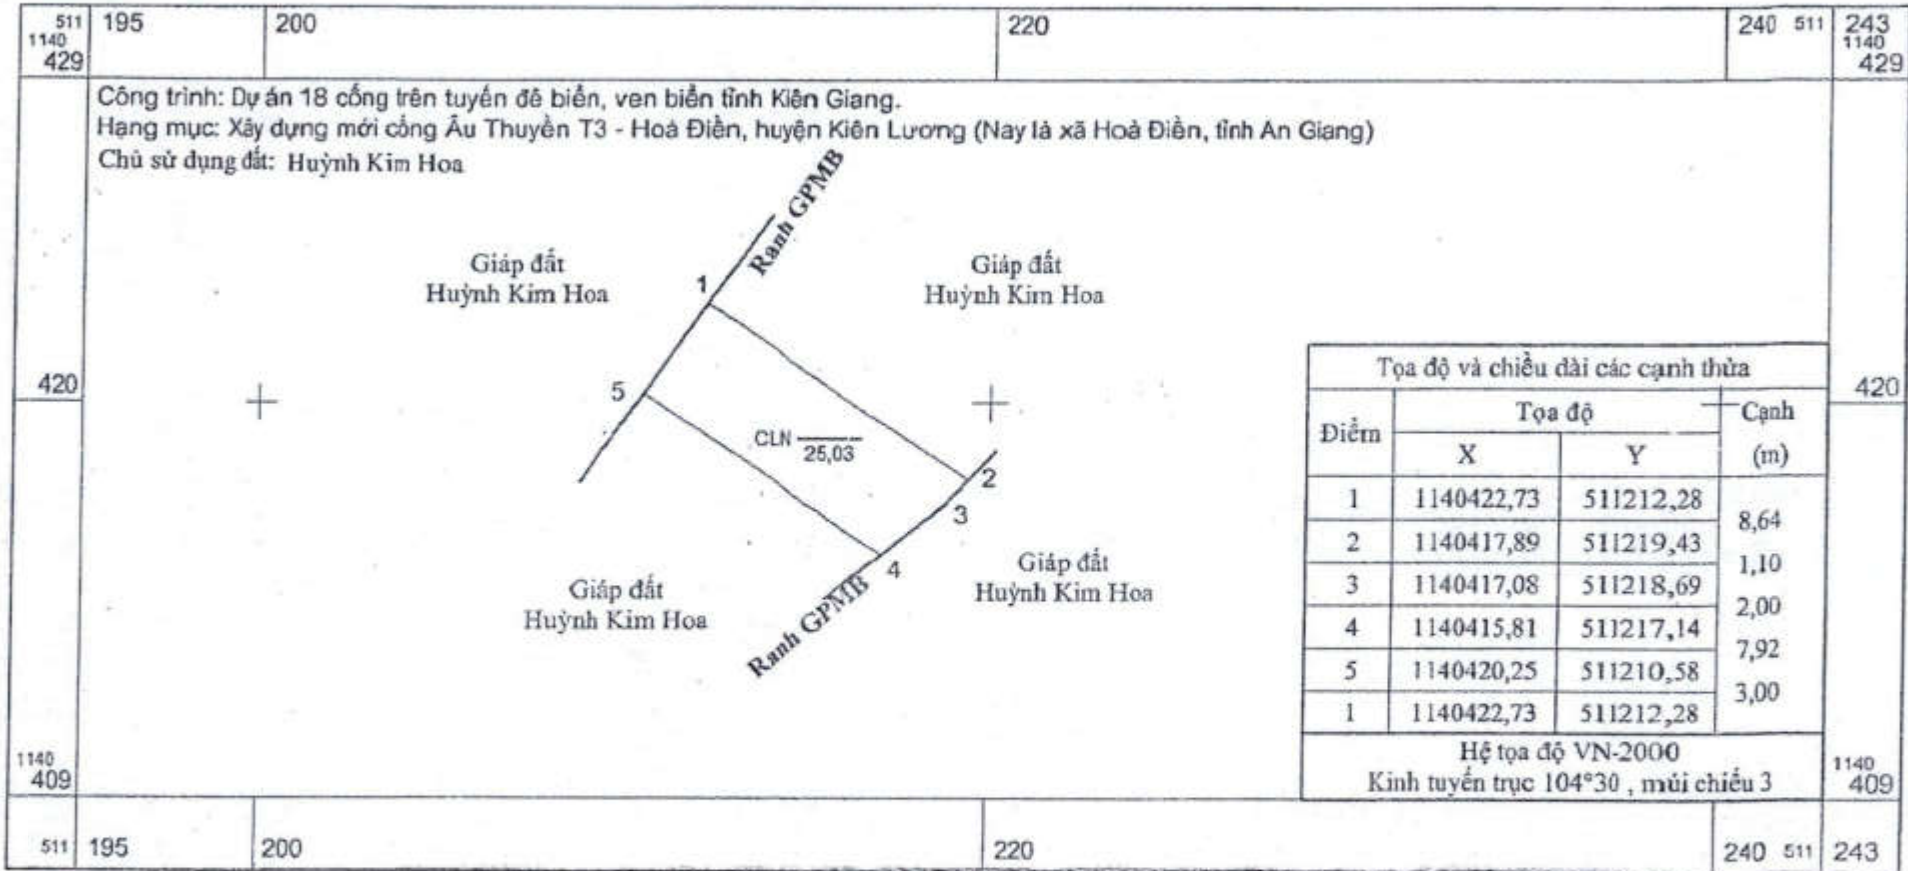 511 195 200 220 240 511 243
1140 1140
429 429
Công trình: Dự án 18 cống trên tuyến đê biển, ven biển tỉnh Kiên Giang.
Hạng mục: Xây dựng mới cống Âu Thuyền T3 - Hoà Điền, huyện Kiên Lương (Nay là xã Hoà Điền, tỉnh An Giang)
Chủ sử dụng đất: Huỳnh Kim Hoa
Ranh GPMB
Giáp đất
Huỳnh Kim Hoa
Giáp đất
Huỳnh Kim Hoa
1
5
420
420
CLN
25,03
2
3
4
Giáp đất
Huỳnh Kim Hoa
Giáp đất
Huỳnh Kim Hoa
Ranh GPMB
Tọa độ và chiều dài các cạnh thửa
Điểm Tọa độ Cạnh
X Y (m)
1 1140422,73 511212,28
8,64
2 1140417,89 511219,43
1,10
3 1140417,08 511218,69
2,00
4 1140415,81 511217,14
7,92
5 1140420,25 511210,58
3,00
1 1140422,73 511212,28
Hệ tọa độ VN-2000
Kinh tuyến trục 104°30 , múi chiếu 3
1140 1140
409 409
511 195 200 220 240 511 243